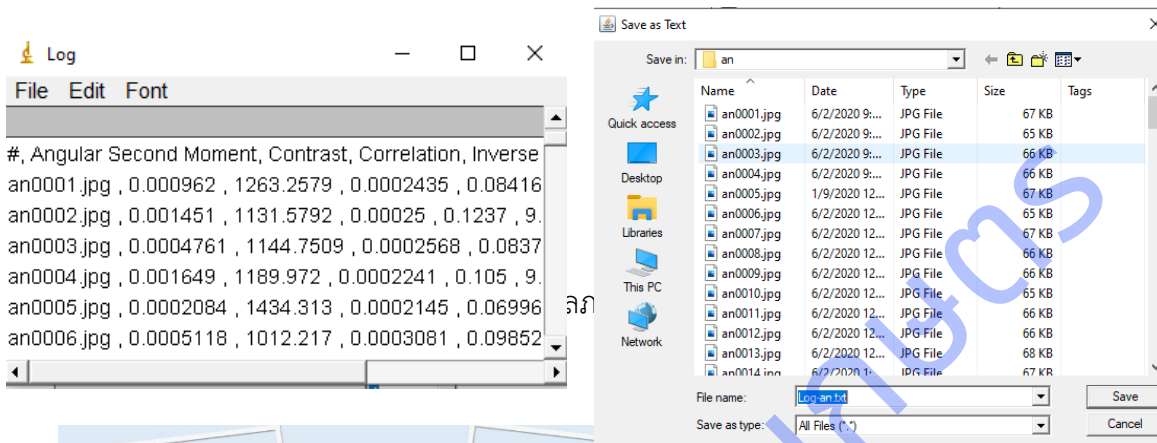 Log
File Edit Font
#, Angular Second Moment, Contrast, Correlation, Inverse
an0001.jpg , 0.000962 , 1263.2579 , 0.0002435 , 0.08416
an0002.jpg , 0.001451 , 1131.5792 , 0.00025 , 0.1237 , 9.
an0003.jpg , 0.0004761 , 1144.7509 , 0.0002568 , 0.0837
an0004.jpg , 0.001649 , 1189.972 , 0.0002241 , 0.105 , 9.
an0005.jpg , 0.0002084 , 1434.313 , 0.0002145 , 0.06996
an0006.jpg , 0.0005118 , 1012.217 , 0.0003081 , 0.09852
Save as Text
Save in: an
Quick access
Desktop
Libraries
This PC
Network
Name Date Type Size Tags
an0001.jpg 6/2/2020 9:... JPG File 67 KB
an0002.jpg 6/2/2020 9:... JPG File 65 KB
an0003.jpg 6/2/2020 9:... JPG File 66 KB
an0004.jpg 6/2/2020 9:... JPG File 66 KB
an0005.jpg 1/9/2020 12... JPG File 67 KB
an0006.jpg 6/2/2020 12... JPG File 65 KB
an0007.jpg 6/2/2020 12... JPG File 67 KB
an0008.jpg 6/2/2020 12... JPG File 66 KB
an0009.jpg 6/2/2020 12... JPG File 66 KB
an0010.jpg 6/2/2020 12... JPG File 65 KB
an0011.jpg 6/2/2020 12... JPG File 66 KB
an0012.jpg 6/2/2020 12... JPG File 66 KB
an0013.jpg 6/2/2020 12... JPG File 68 KB
an0014.jpg 6/2/2020 1:... JPG File 67 KB
File name: Log-an.txt Save
Save as type: All Files (*.*) Cancel